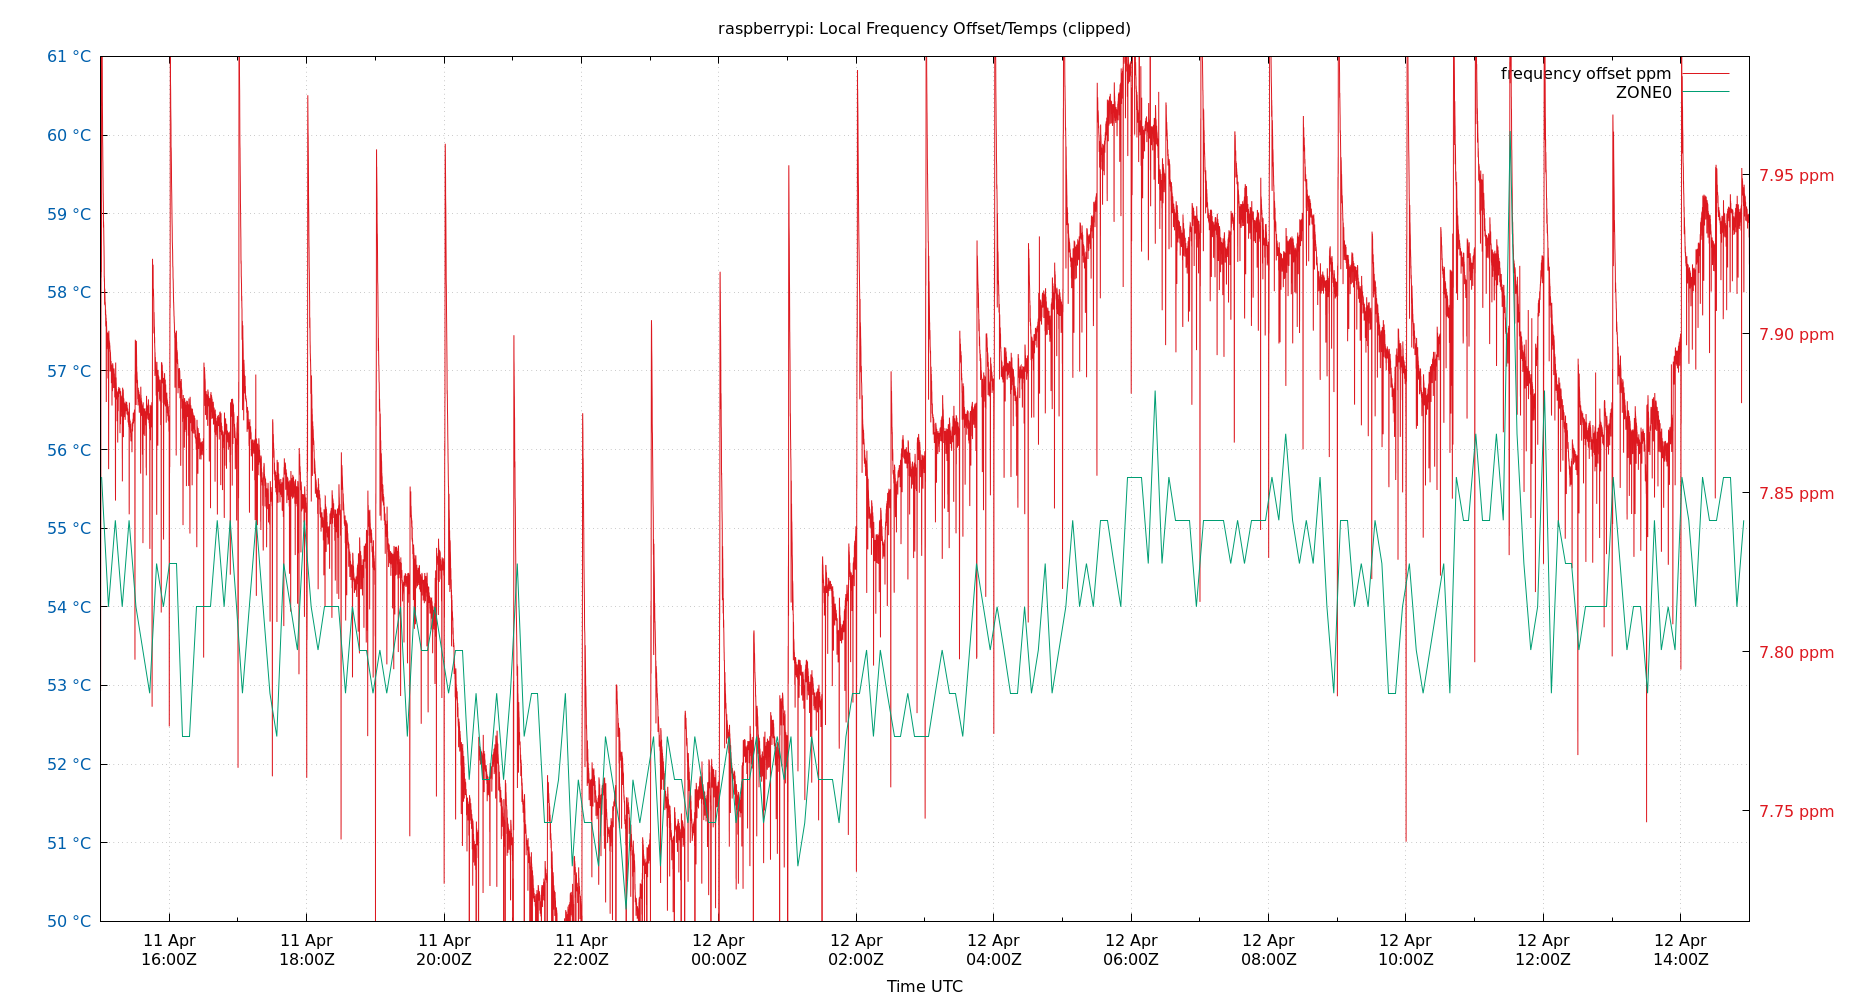 raspberrypi: Local Frequency Offset/Temps (clipped)
frequency offset ppm
ZONE0
61 °C
60 °C
59 °C
58 °C
57 °C
56 °C
55 °C
54 °C
53 °C
52 °C
51 °C
50 °C
7.95 ppm
7.90 ppm
7.85 ppm
7.80 ppm
7.75 ppm
11 Apr 11 Apr 11 Apr 11 Apr 12 Apr 12 Apr 12 Apr 12 Apr 12 Apr 12 Apr 12 Apr 12 Apr
16:00Z 18:00Z 20:00Z 22:00Z 00:00Z 02:00Z 04:00Z 06:00Z 08:00Z 10:00Z 12:00Z 14:00Z
Time UTC